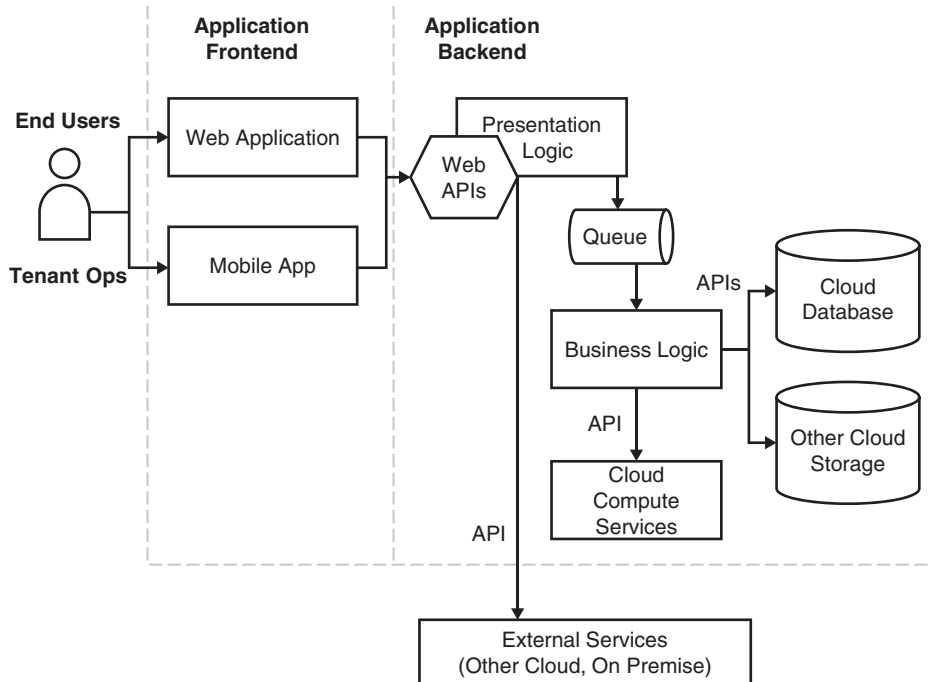 Application
Frontend
Application
Backend
End Users
Tenant Ops
Web Application
Mobile App
Web
APIs
Presentation
Logic
Queue
Business Logic
APIs
Cloud
Database
Other Cloud
Storage
API
Cloud
Compute
Services
API
External Services
(Other Cloud, On Premise)